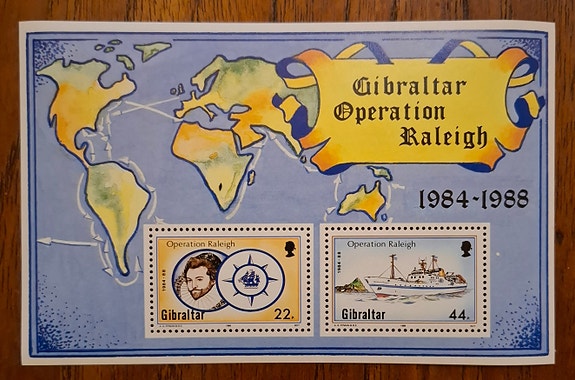 Gibraltar
Operation
Raleigh
1984-1988
Operation Raleigh
1984-88
22p
Gibraltar
Operation Raleigh
1984-88
44p
Gibraltar